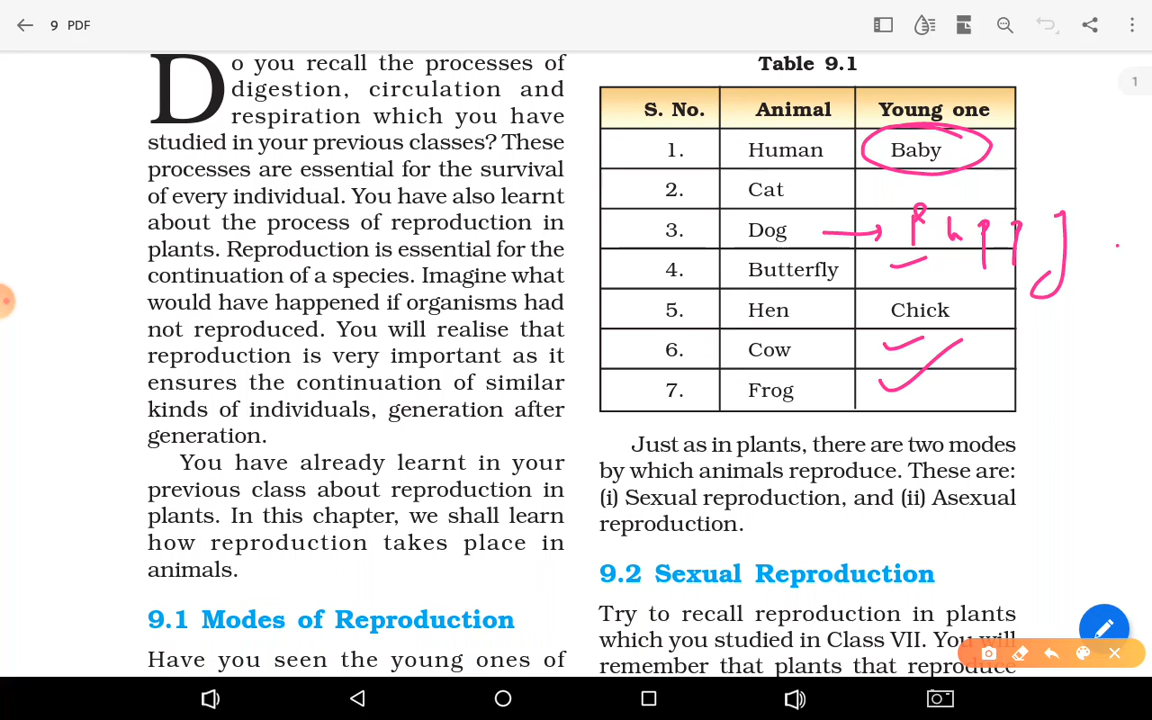 9 PDF
1
Do you recall the processes of
digestion, circulation and
respiration which you have
studied in your previous classes? These
processes are essential for the survival
of every individual. You have also learnt
about the process of reproduction in
plants. Reproduction is essential for the
continuation of a species. Imagine what
would have happened if organisms had
not reproduced. You will realise that
reproduction is very important as it
ensures the continuation of similar
kinds of individuals, generation after
generation.
You have already learnt in your
previous class about reproduction in
plants. In this chapter, we shall learn
how reproduction takes place in
animals.
9.1 Modes of Reproduction
Have you seen the young ones of
Table 9.1
S. No. Animal Young one
1. Human Baby
2. Cat
3. Dog
4. Butterfly
5. Hen Chick
6. Cow
7. Frog
Just as in plants, there are two modes
by which animals reproduce. These are:
(i) Sexual reproduction, and (ii) Asexual
reproduction.
9.2 Sexual Reproduction
Try to recall reproduction in plants
which you studied in Class VII. You will
remember that plants that reproduce